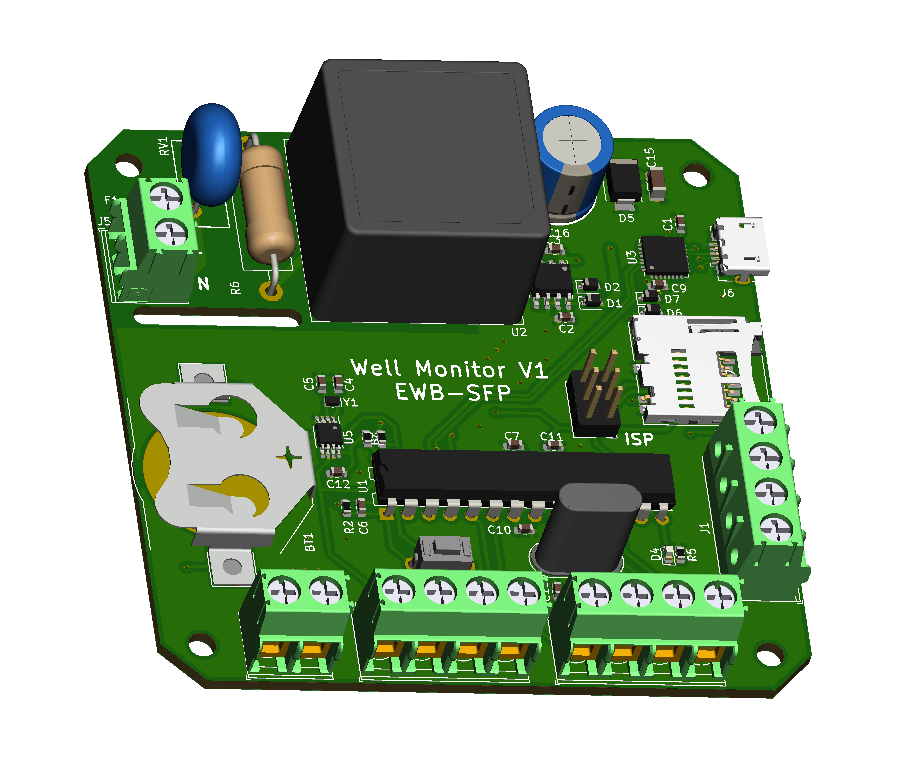 RV1
C15
F1
J5
D5
C1
C16
U3
N
R6
D2
C9
J6
D1
D7
D6
C2
U2
Well Monitor V1
EWB-SFP
C5
C4
Y1
U5
ISP
C7
C11
C12
U1
R2
C6
C10
J1
BT1
D4
R5